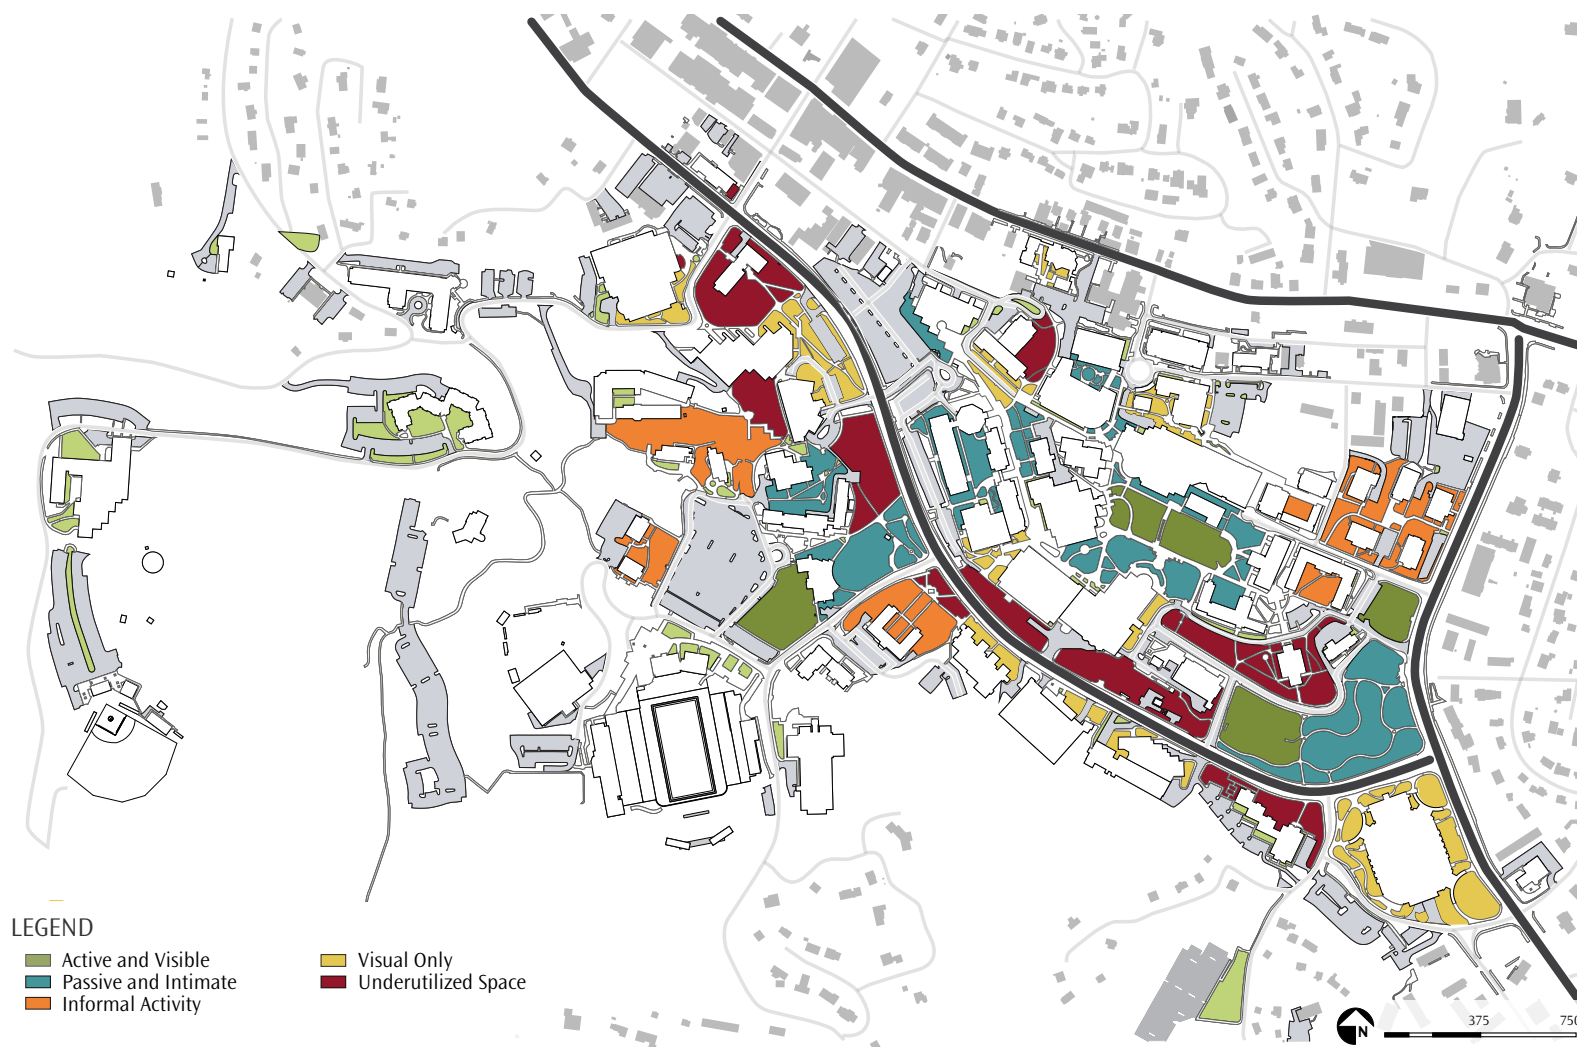 LEGEND
Active and Visible
Passive and Intimate
Informal Activity
Visual Only
Underutilized Space
N
375
750